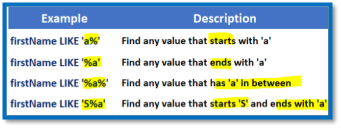 Example Description
firstName LIKE 'a%' Find any value that starts with 'a'
firstName LIKE '%a' Find any value that ends with 'a'
firstName LIKE '%a%' Find any value that has 'a' in between
firstName LIKE 'S%a' Find any value that starts 'S' and ends with 'a'